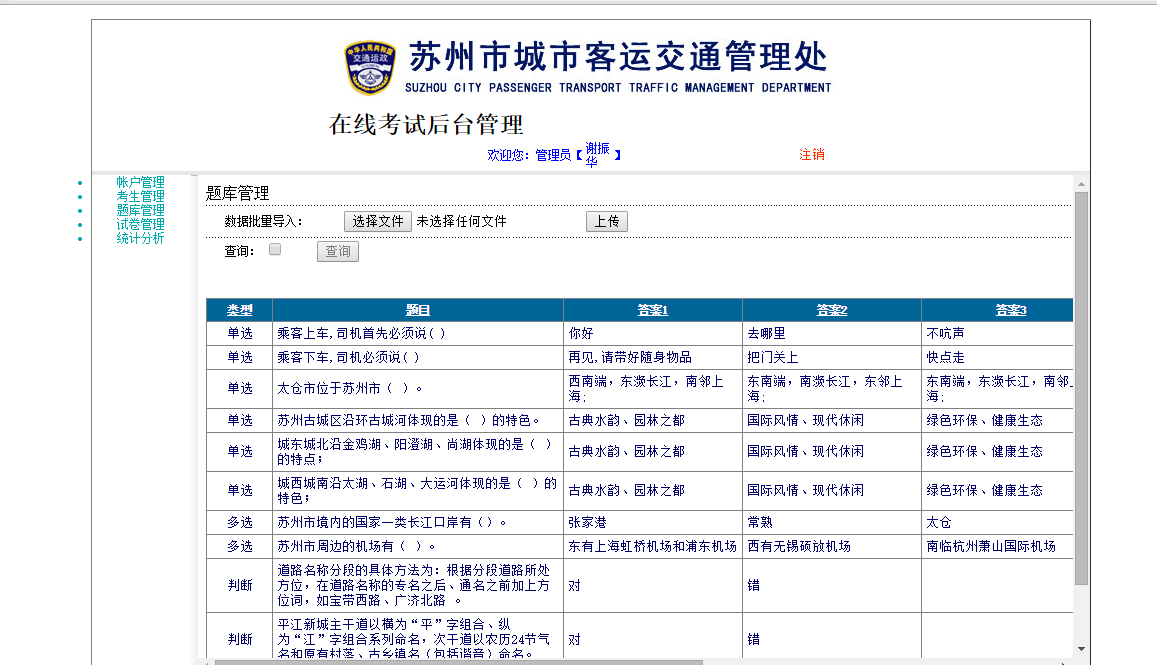 中华人民共和国
交通运政
苏州市城市客运交通管理处
SUZHOU CITY PASSENGER TRANSPORT TRAFFIC MANAGEMENT DEPARTMENT
在线考试后台管理
欢迎您：管理员【谢振华】 注销
帐户管理
考生管理
题库管理
试卷管理
统计分析
题库管理
数据批量导入： 选择文件 未选择任何文件 上传
查询： 查询
类型 题目 答案1 答案2 答案3
单选 乘客上车,司机首先必须说( ) 你好 去哪里 不吭声
单选 乘客下车,司机必须说( ) 再见,请带好随身物品 把门关上 快点走
单选 太仓市位于苏州市（ ）。 西南端，东濒长江，南邻上海； 东南端，南濒长江，东邻上海； 东南端，东濒长江，南邻上海；
单选 苏州古城区沿环古城河体现的是（ ）的特色。 古典水韵、园林之都 国际风情、现代休闲 绿色环保、健康生态
单选 城东城北沿金鸡湖、阳澄湖、尚湖体现的是（ ）的特点； 古典水韵、园林之都 国际风情、现代休闲 绿色环保、健康生态
单选 城西城南沿太湖、石湖、大运河体现的是（ ）的特色； 古典水韵、园林之都 国际风情、现代休闲 绿色环保、健康生态
多选 苏州市境内的国家一类长江口岸有（）。 张家港 常熟 太仓
多选 苏州市周边的机场有（ ）。 东有上海虹桥机场和浦东机场 西有无锡硕放机场 南临杭州萧山国际机场
判断 道路名称分段的具体方法为：根据分段道路所处方位，在道路名称的专名之后、通名之前加上方位词，如宝带西路、广济北路 。 对 错
判断 平江新城主干道以横为“平”字组合、纵为“江”字组合系列命名，次干道以农历24节气名和原有村落、古乡镇名（包括谐音）命名。 对 错